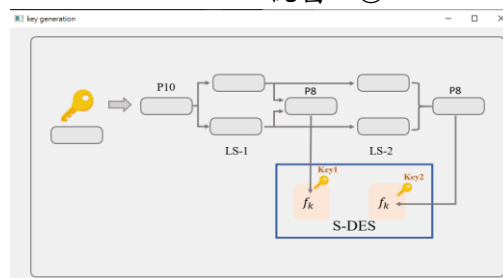 key generation
P10
P8
P8
LS-1
LS-2
Key1
Key2
fk
fk
S-DES